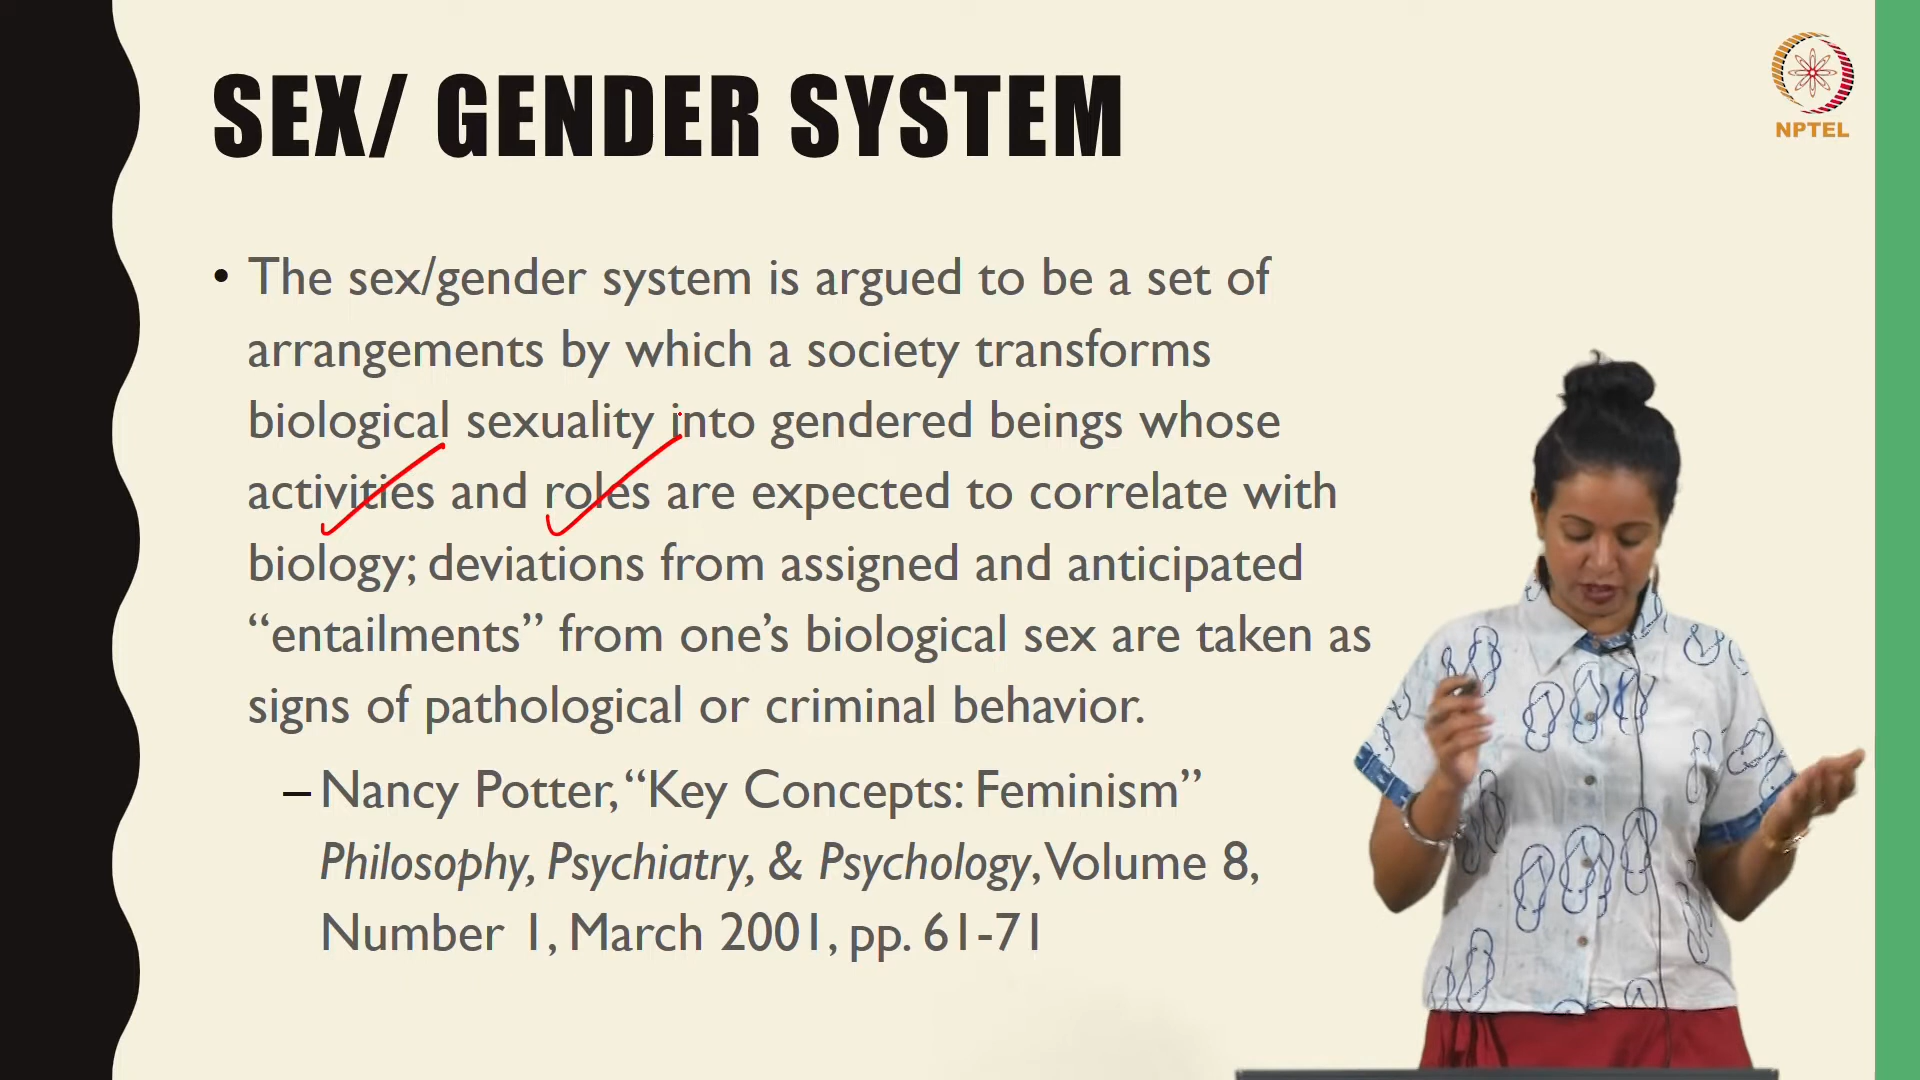 SEX/ GENDER SYSTEM
NPTEL
• The sex/gender system is argued to be a set of
arrangements by which a society transforms
biological sexuality into gendered beings whose
activities and roles are expected to correlate with
biology; deviations from assigned and anticipated
“entailments” from one’s biological sex are taken as
signs of pathological or criminal behavior.
– Nancy Potter, “Key Concepts: Feminism”
Philosophy, Psychiatry, & Psychology, Volume 8,
Number 1, March 2001, pp. 61-71